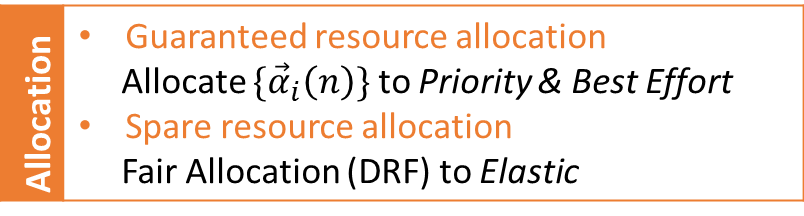 Allocation
• Guaranteed resource allocation
Allocate {α⃗ᵢ(n)} to Priority & Best Effort
• Spare resource allocation
Fair Allocation (DRF) to Elastic